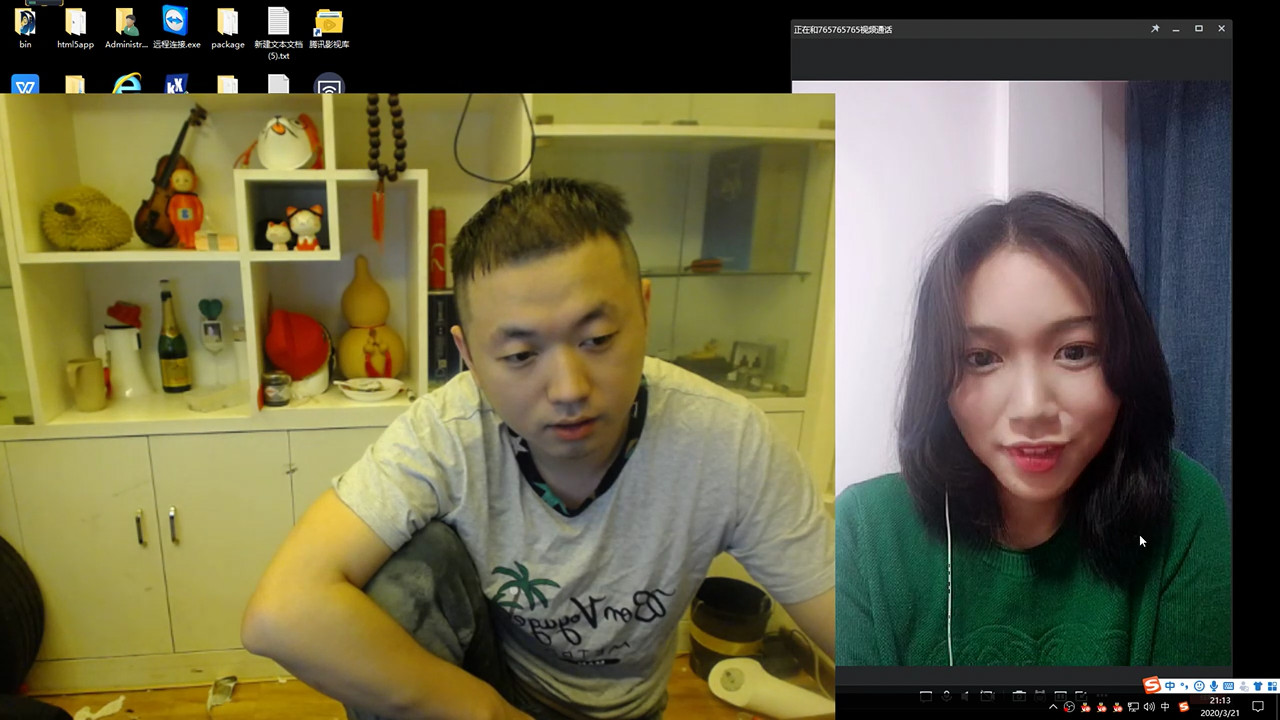 正在和765765765视频通话
bin
html5app
Administr...
远程连接.exe
package
新建文本文档
(5).txt
腾讯影视库
Bon Voyage
中
中
21:13
2020/3/21